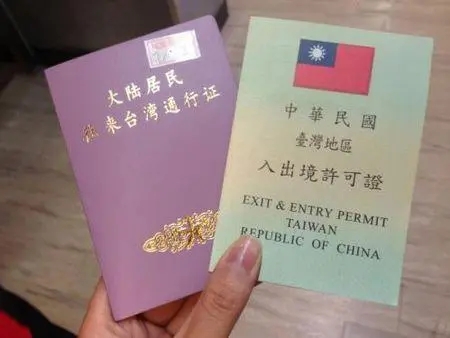 大陆居民
往来台湾通行证
中華民國
臺灣地區
入出境許可證
EXIT & ENTRY PERMIT
TAIWAN
REPUBLIC OF CHINA